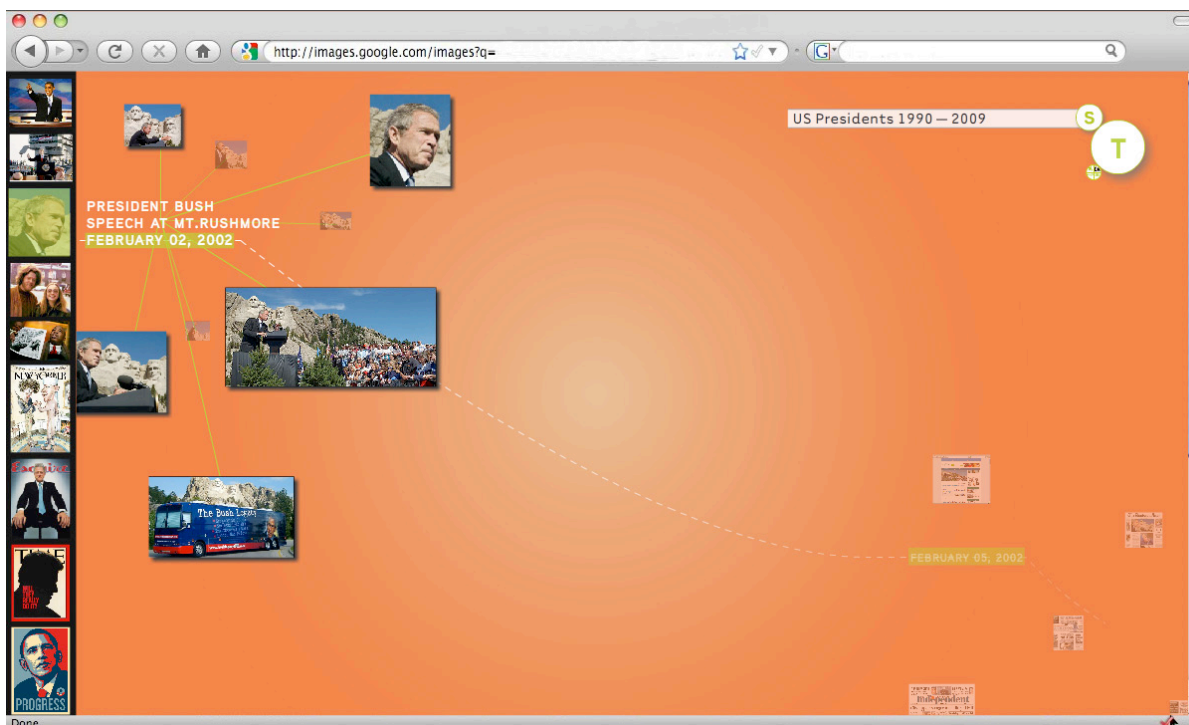 http://images.google.com/images?q=
G
US Presidents 1990 — 2009
S
T
PRESIDENT BUSH
SPEECH AT MT.RUSHMORE
FEBRUARY 02, 2002
NEW YORKER
Esquire
The Bush Legacy
TIME
FEBRUARY 05, 2002
PROGRESS
Independent
Done